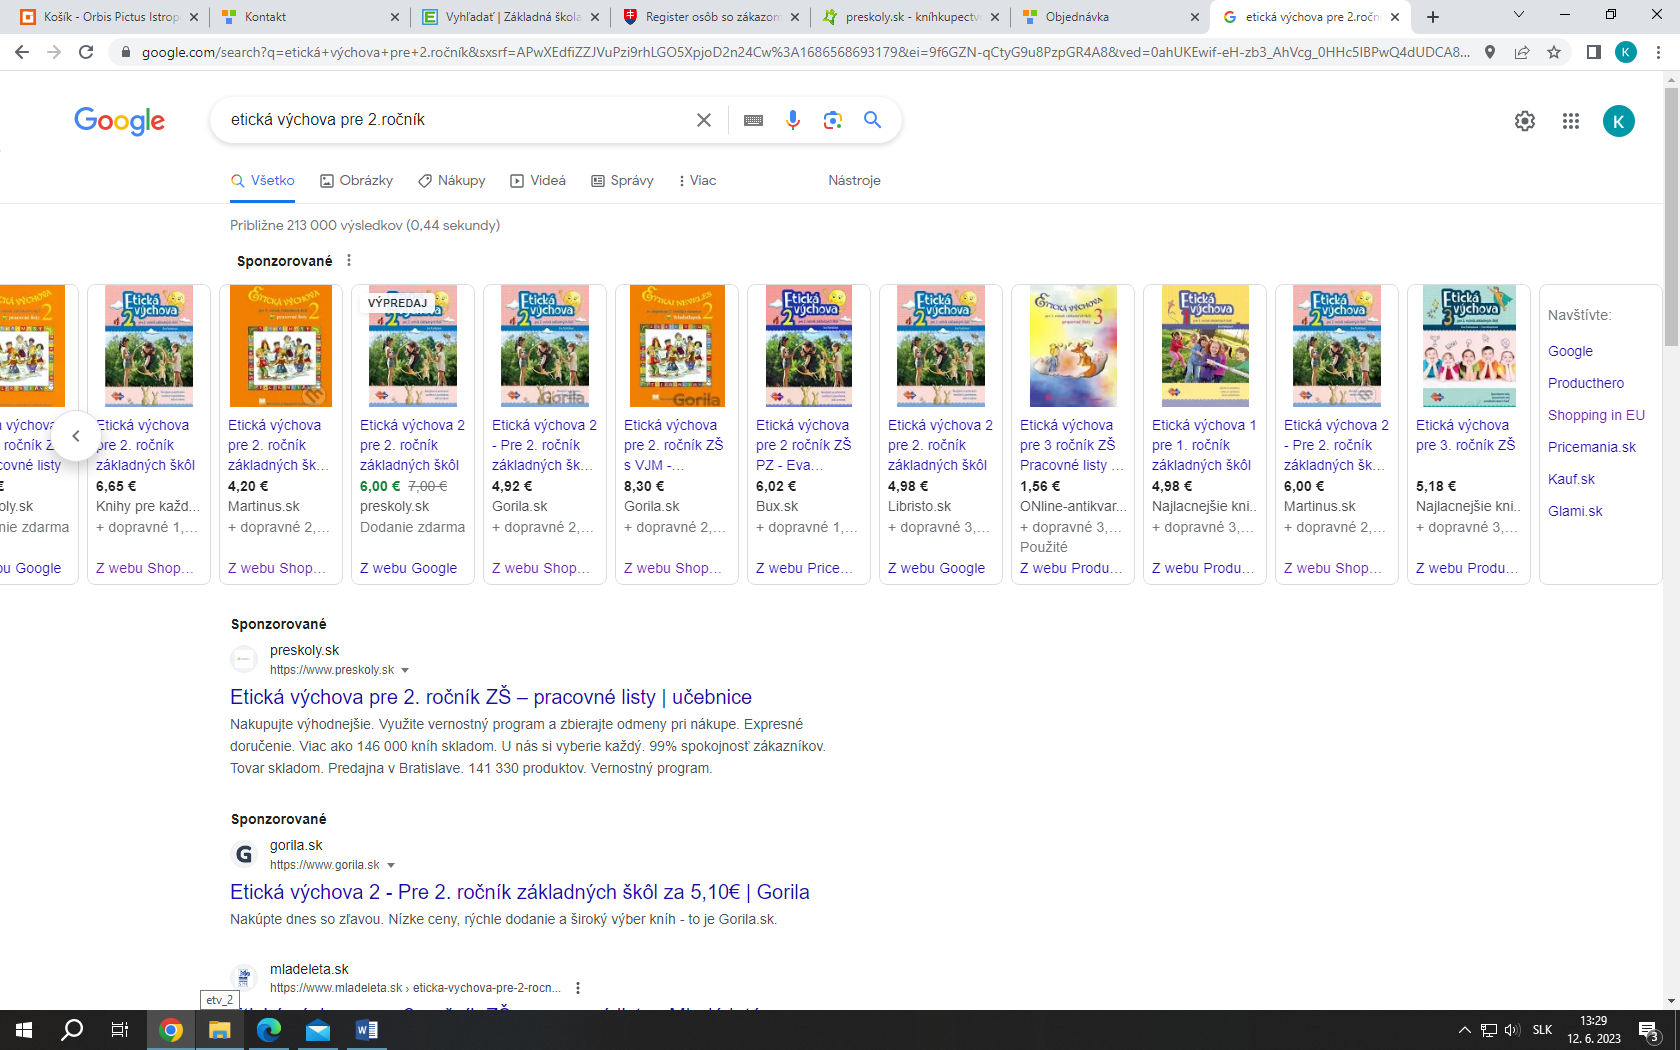 Košík - Orbis Pictus Istrop
Kontakt
Vyhľadať | Základná škola
Register osôb so zákazom
preskoly.sk - kníhkupectv
Objednávka
etická výchova pre 2.roční
google.com/search?q=etická+výchova+pre+2.ročník&sxsrf=APwXEdfiZZJVuPzi9rhLGO5XpjoD2n24Cw%3A1686568693179&ei=9f6GZN-qCtyG9u8PzpGR4A8&ved=0ahUKEwif-eH-zb3_AhVcg_0HHc5IBPwQ4dUDCA8...
K
Google
etická výchova pre 2.ročník
K
Všetko
Obrázky
Nákupy
Videá
Správy
Viac
Nástroje
Približne 213 000 výsledkov (0,44 sekundy)
Sponzorované
á výchova
ročník Z
covné listy
€
oly.sk
nie zdarma
bu Google
Etická výchova
pre 2. ročník
základných škôl
6,65 €
Knihy pre každ...
+ dopravné 1,...
Z webu Shop...
Etická výchova
pre 2. ročník
základných šk...
4,20 €
Martinus.sk
+ dopravné 2,...
Z webu Shop...
VÝPREDAJ
Etická výchova 2
pre 2. ročník
základných škôl
6,00 € 7,00 €
preskoly.sk
Dodanie zdarma
Z webu Google
Gorila
Etická výchova 2
- Pre 2. ročník
základných šk...
4,92 €
Gorila.sk
+ dopravné 2,...
Z webu Shop...
Gorila
Etická výchova
pre 2. ročník ZŠ
s VJM -...
8,30 €
Gorila.sk
+ dopravné 2,...
Z webu Shop...
Etická výchova
pre 2 ročník ZŠ
PZ - Eva...
6,02 €
Bux.sk
+ dopravné 1,...
Z webu Price...
Etická výchova 2
pre 2. ročník
základných škôl
4,98 €
Libristo.sk
+ dopravné 3,...
Z webu Google
Etická výchova
pre 3 ročník ZŠ
Pracovné listy ...
1,56 €
ONline-antikvar...
+ dopravné 3,...
Použité
Z webu Produ...
Etická výchova 1
pre 1. ročník
základných škôl
4,98 €
Najlacnejšie kni..
+ dopravné 3,...
Z webu Produ...
Etická výchova 2
- Pre 2. ročník
základných šk...
6,00 €
Martinus.sk
+ dopravné 2,...
Z webu Shop...
Etická výchova
pre 3. ročník ZŠ
5,18 €
Najlacnejšie kni..
+ dopravné 3,...
Z webu Produ...
Navštívte:
Google
Producthero
Shopping in EU
Pricemania.sk
Kauf.sk
Glami.sk
Sponzorované
preskoly.sk
https://www.preskoly.sk
Etická výchova pre 2. ročník ZŠ – pracovné listy | učebnice
Nakupujte výhodnejšie. Využite vernostný program a zbierajte odmeny pri nákupe. Expresné
doručenie. Viac ako 146 000 kníh skladom. U nás si vyberie každý. 99% spokojnosť zákazníkov.
Tovar skladom. Predajna v Bratislave. 141 330 produktov. Vernostný program.
Sponzorované
gorila.sk
https://www.gorila.sk
Etická výchova 2 - Pre 2. ročník základných škôl za 5,10€ | Gorila
Nakúpte dnes so zľavou. Nízke ceny, rýchle dodanie a široký výber kníh - to je Gorila.sk.
mladeleta.sk
https://www.mladeleta.sk › eticka-vychova-pre-2-rocn...
etv_2
SLK
13:29
12. 6. 2023
3